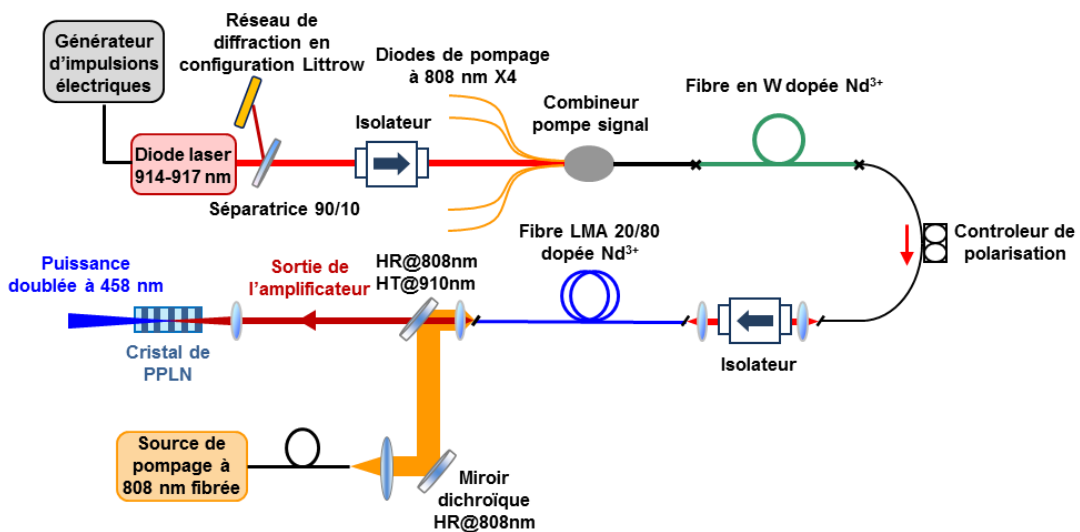 Générateur
d'impulsions
électriques
Réseau de
diffraction en
configuration Littrow
Diodes de pompage
à 808 nm X4
Isolateur
Combineur
pompe signal
Fibre en W dopée Nd³⁺
Diode laser
914-917 nm
Séparatrice 90/10
Controleur de
polarisation
Puissance
doublée à 458 nm
Sortie de
l'amplificateur
HR@808nm
HT@910nm
Fibre LMA 20/80
dopée Nd³⁺
Isolateur
Cristal de
PPLN
Source de
pompage à
808 nm fibrée
Miroir
dichroïque
HR@808nm